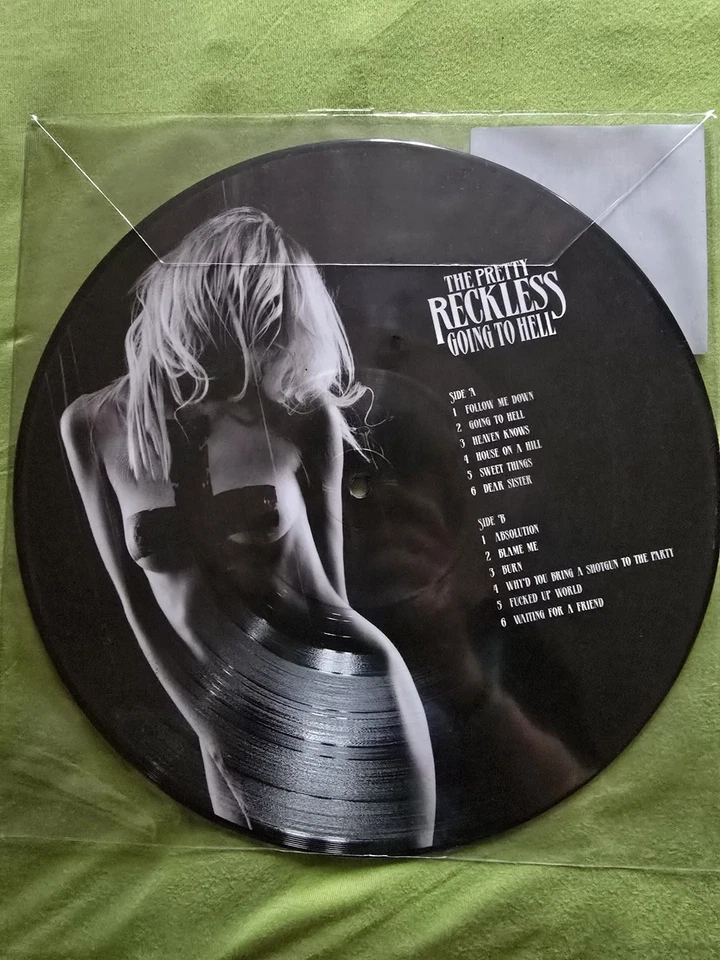 THE PRETTY
RECKLESS
GOING TO HELL
SIDE 'A
1 FOLLOW ME DOWN
2 GOING TO HELL
3 HEAVEN KNOWS
4 HOUSE ON A HILL
5 SWEET THINGS
6 DEAR SISTER
SIDE 'B
1 ABSOLUTION
2 BLAME ME
3 BURN
4 WHY'D YOU BRING A SHOTGUN TO THE PARTY
5 FUCKED UP WORLD
6 WAITING FOR A FRIEND